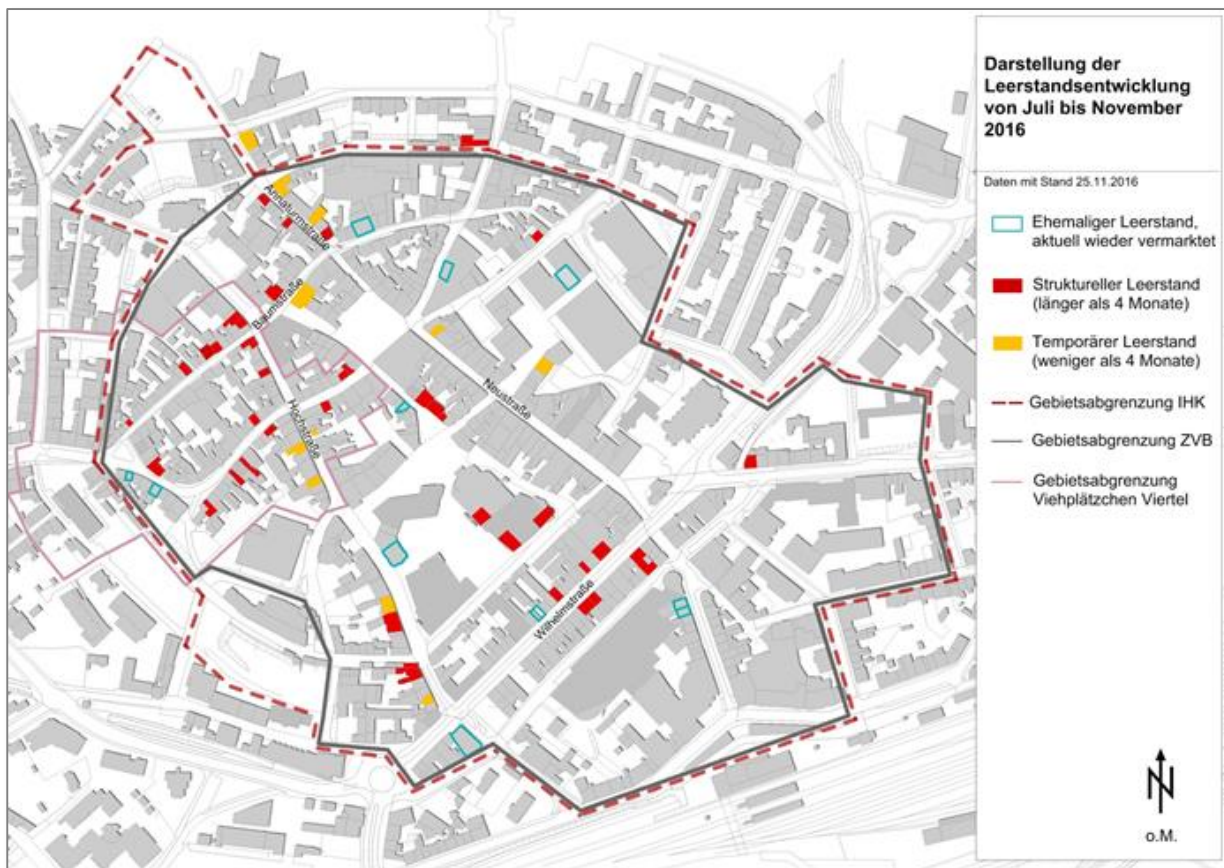 Darstellung der
Leerstandsentwicklung
von Juli bis November
2016
Daten mit Stand 25.11.2016
Ehemaliger Leerstand,
aktuell wieder vermarktet
Struktureller Leerstand
(länger als 4 Monate)
Temporärer Leerstand
(weniger als 4 Monate)
Gebietsabgrenzung IHK
Gebietsabgrenzung ZVB
Gebietsabgrenzung
Viehplätzchen Viertel
N
o.M.
Annaturmstraße
Baumstraße
Hochstraße
Neustraße
Wilhelmstraße